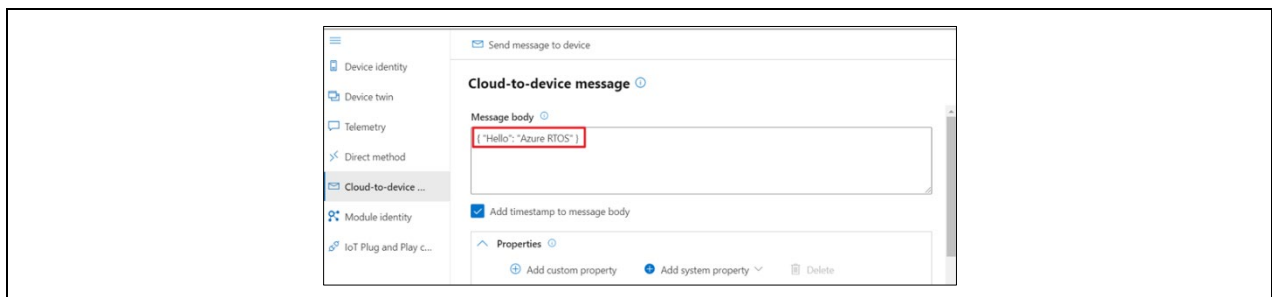 Send message to device
Device identity
Device twin
Telemetry
Direct method
Cloud-to-device ...
Module identity
IoT Plug and Play c...
Cloud-to-device message
Message body
{ "Hello": "Azure RTOS" }
Add timestamp to message body
Properties
Add custom property
Add system property
Delete